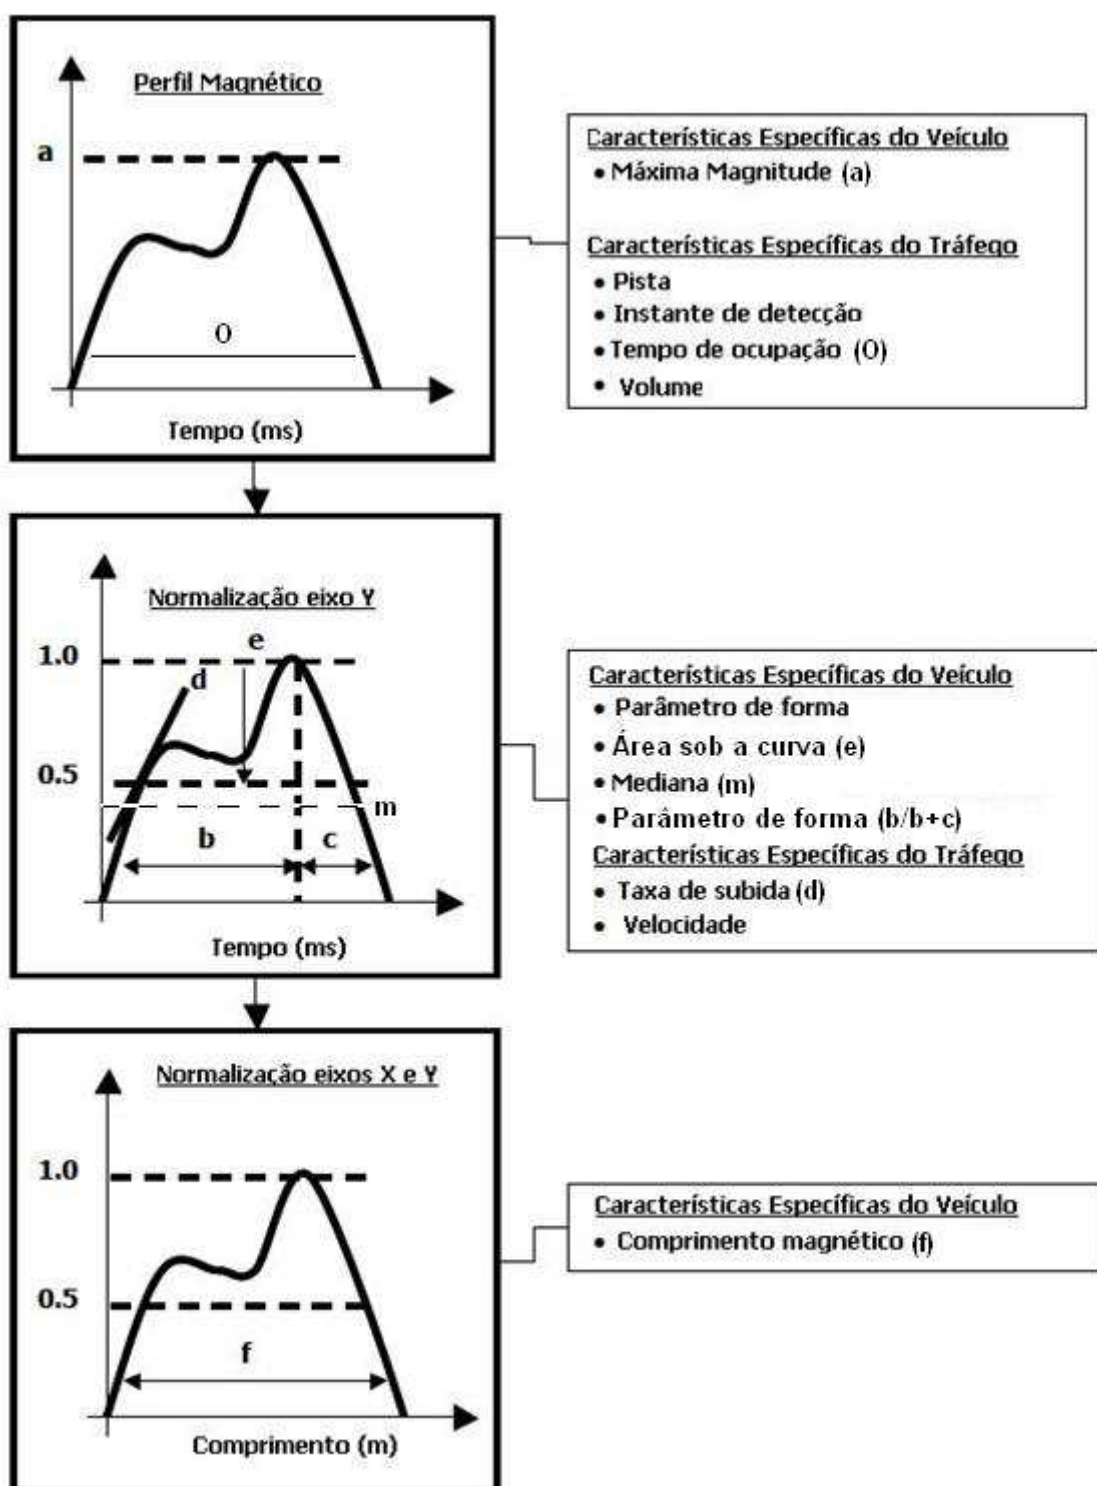 Perfil Magnético
a
O
Tempo (ms)
Características Específicas do Veículo
• Máxima Magnitude (a)
Características Específicas do Tráfego
• Pista
• Instante de detecção
• Tempo de ocupação (O)
• Volume
Normalização eixo Y
1.0
e
d
0.5
m
b
c
Tempo (ms)
Características Específicas do Veículo
• Parâmetro de forma
• Área sob a curva (e)
• Mediana (m)
• Parâmetro de forma (b/b+c)
Características Específicas do Tráfego
• Taxa de subida (d)
• Velocidade
Normalização eixos X e Y
1.0
0.5
f
Comprimento (m)
Características Específicas do Veículo
• Comprimento magnético (f)